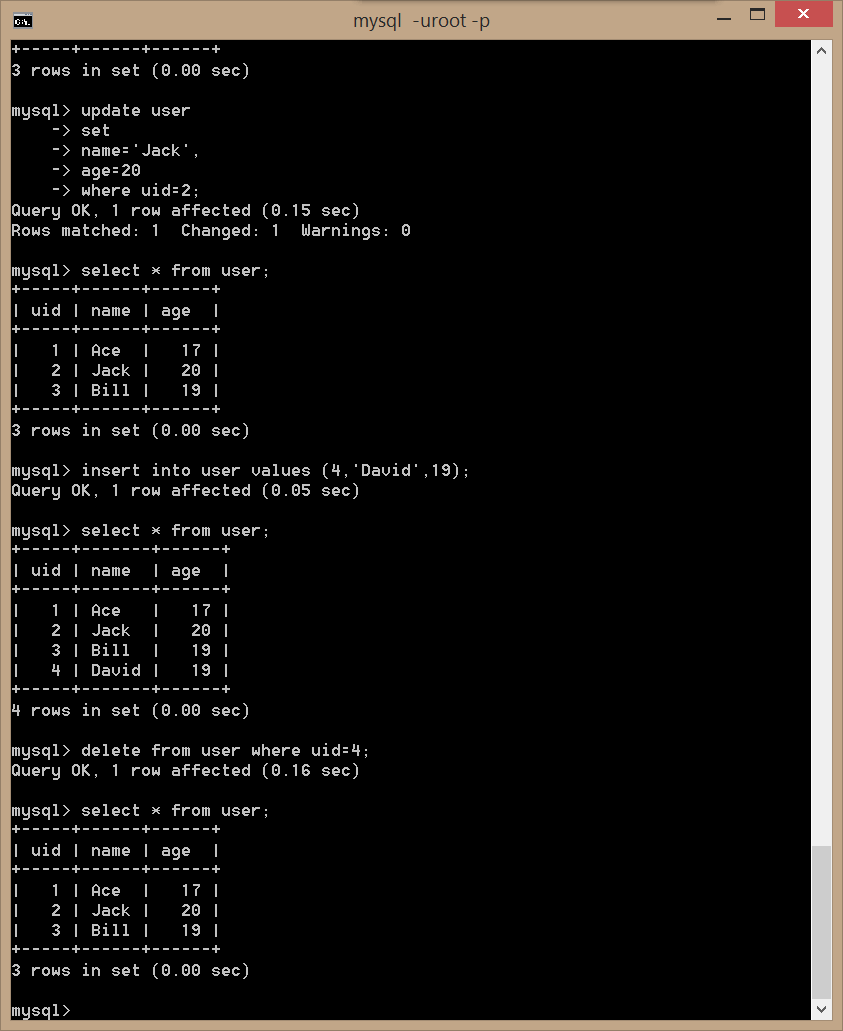 mysql  -uroot -p
+-----+------+------+
3 rows in set (0.00 sec)
mysql> update user
    -> set
    -> name='Jack',
    -> age=20
    -> where uid=2;
Query OK, 1 row affected (0.15 sec)
Rows matched: 1  Changed: 1  Warnings: 0
mysql> select * from user;
+-----+------+------+
| uid | name | age  |
+-----+------+------+
|   1 | Ace  |   17 |
|   2 | Jack |   20 |
|   3 | Bill |   19 |
+-----+------+------+
3 rows in set (0.00 sec)
mysql> insert into user values (4,'David',19);
Query OK, 1 row affected (0.05 sec)
mysql> select * from user;
+-----+-------+------+
| uid | name  | age  |
+-----+-------+------+
|   1 | Ace   |   17 |
|   2 | Jack  |   20 |
|   3 | Bill  |   19 |
|   4 | David |   19 |
+-----+-------+------+
4 rows in set (0.00 sec)
mysql> delete from user where uid=4;
Query OK, 1 row affected (0.16 sec)
mysql> select * from user;
+-----+------+------+
| uid | name | age  |
+-----+------+------+
|   1 | Ace  |   17 |
|   2 | Jack |   20 |
|   3 | Bill |   19 |
+-----+------+------+
3 rows in set (0.00 sec)
mysql>